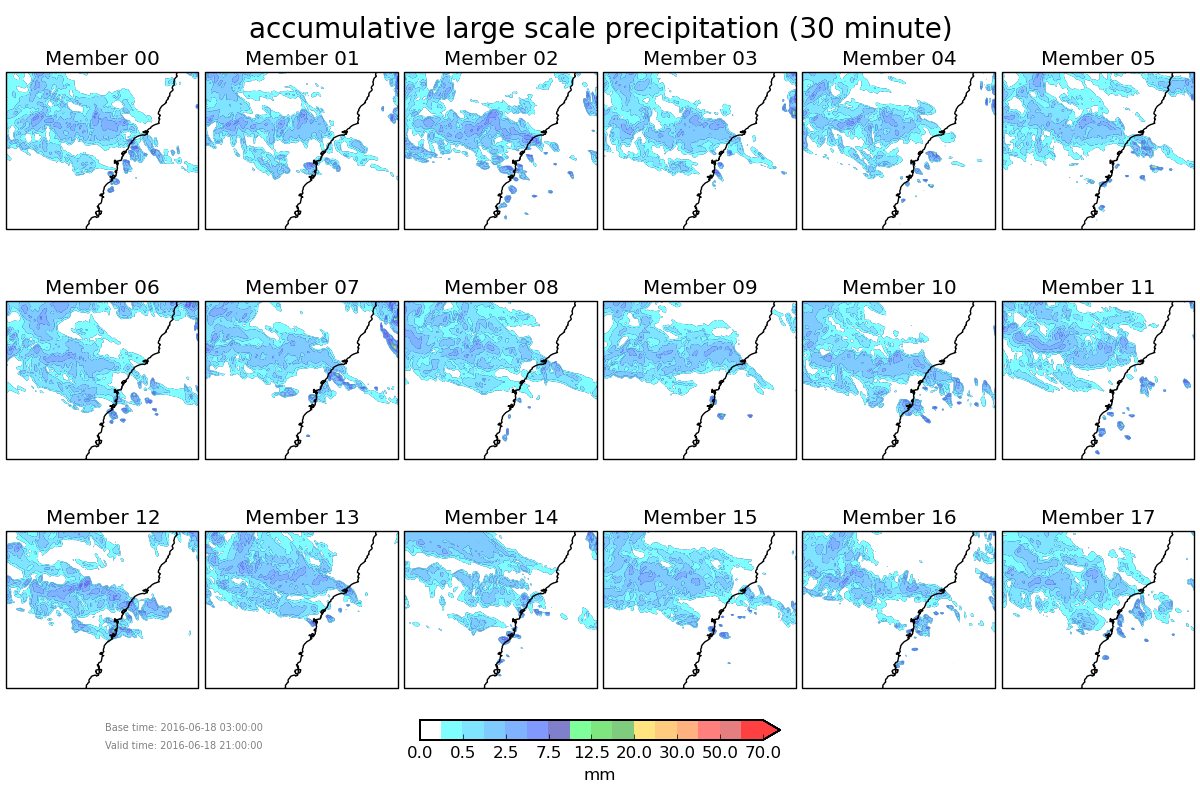 accumulative large scale precipitation (30 minute)
Member 00 Member 01 Member 02 Member 03 Member 04 Member 05
Member 06 Member 07 Member 08 Member 09 Member 10 Member 11
Member 12 Member 13 Member 14 Member 15 Member 16 Member 17
Base time: 2016-06-18 03:00:00
Valid time: 2016-06-18 21:00:00
0.0 0.5 2.5 7.5 12.5 20.0 30.0 50.0 70.0
mm